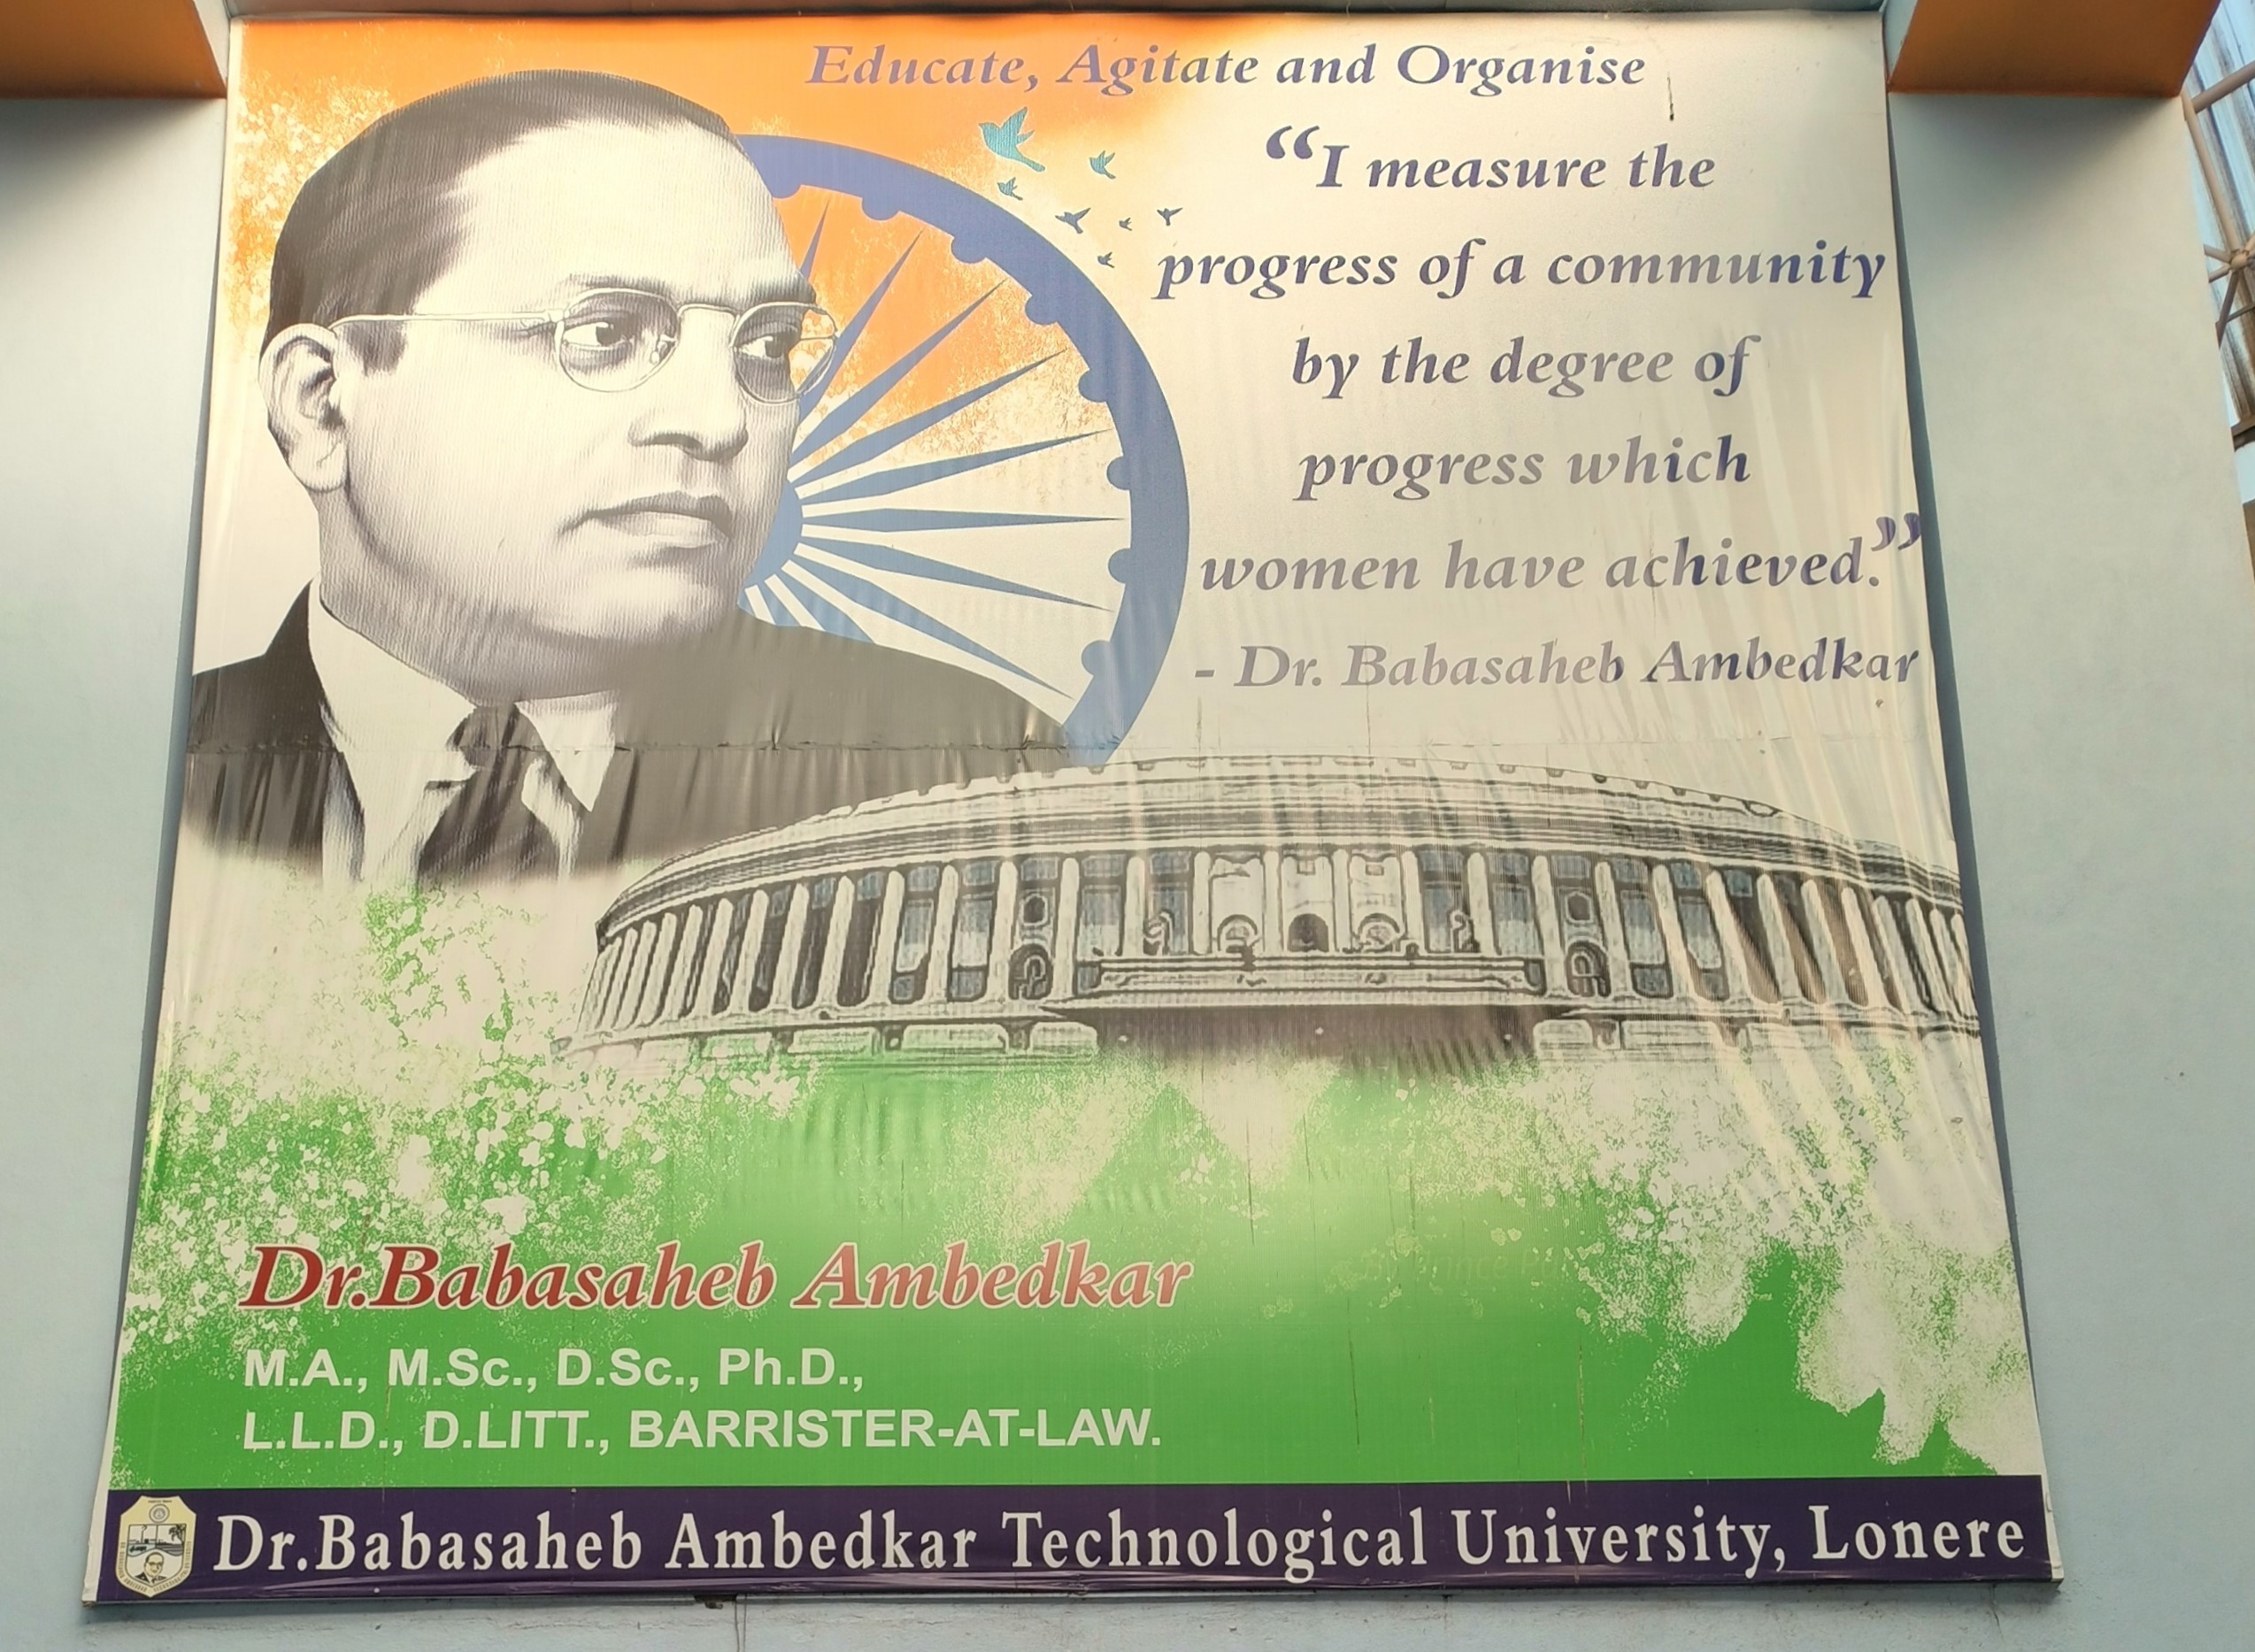 Educate, Agitate and Organise
“I measure the
progress of a community
by the degree of
progress which
women have achieved.”
- Dr. Babasaheb Ambedkar
Dr.Babasaheb Ambedkar
M.A., M.Sc., D.Sc., Ph.D.,
L.L.D., D.LITT., BARRISTER-AT-LAW.
Dr.Babasaheb Ambedkar Technological University, Lonere